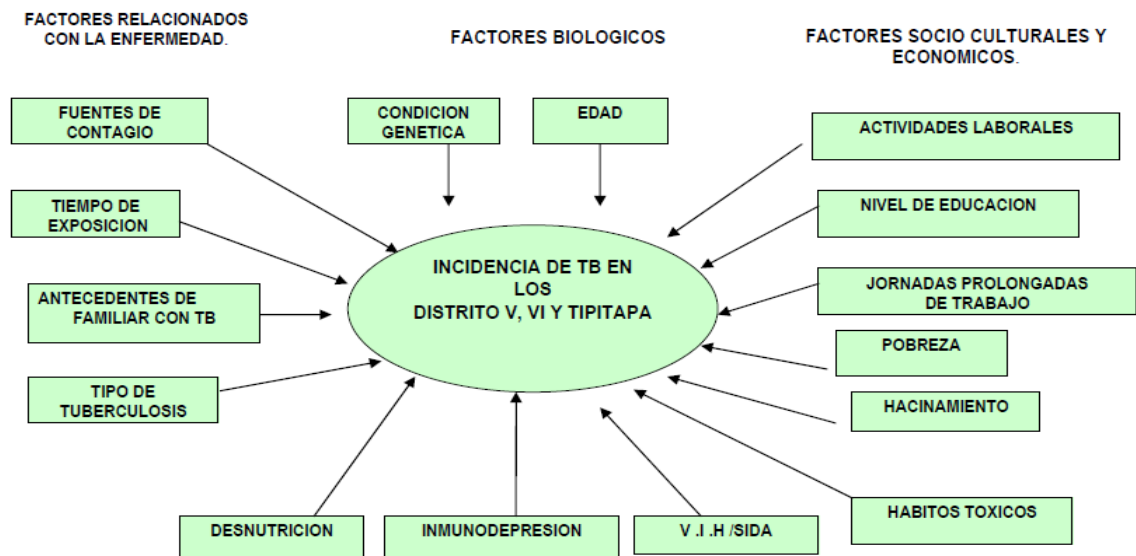 FACTORES RELACIONADOS
CON LA ENFERMEDAD.
FACTORES BIOLOGICOS
FACTORES SOCIO CULTURALES Y
ECONOMICOS.
FUENTES DE
CONTAGIO
CONDICION
GENETICA
EDAD
ACTIVIDADES LABORALES
TIEMPO DE
EXPOSICION
NIVEL DE EDUCACION
INCIDENCIA DE TB EN
LOS
DISTRITO V, VI Y TIPITAPA
ANTECEDENTES DE
FAMILIAR CON TB
JORNADAS PROLONGADAS
DE TRABAJO
POBREZA
TIPO DE
TUBERCULOSIS
HACINAMIENTO
DESNUTRICION
INMUNODEPRESION
V .I .H /SIDA
HABITOS TOXICOS